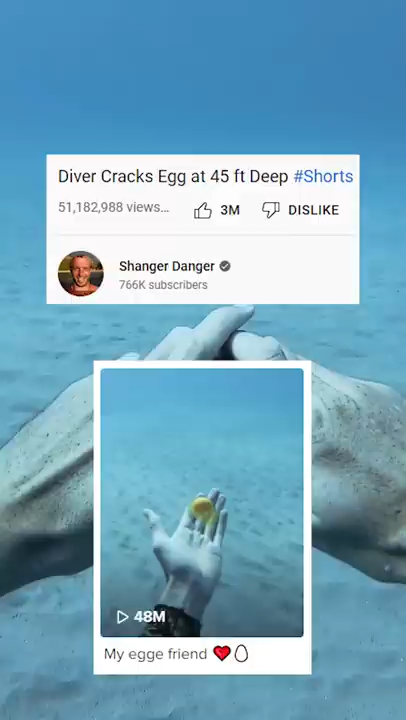 Diver Cracks Egg at 45 ft Deep #Shorts
51,182,988 views...
3M
DISLIKE
Shanger Danger
766K subscribers
48M
My egge friend ❤️🥚